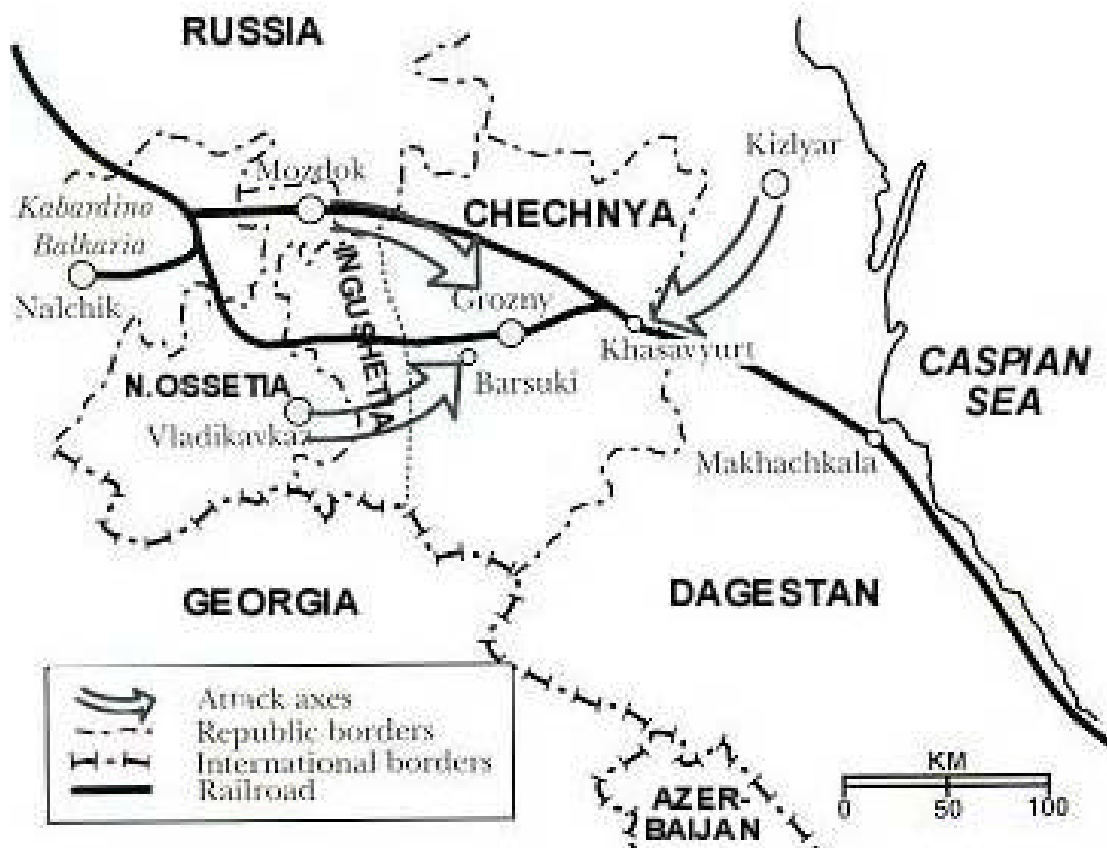 RUSSIA
Kizlyar
Mozdok
Kabardino
Balkaria
CHECHNYA
INGUSHETIA
Nalchik
Grozny
Khasavyurt
CASPIAN
SEA
N.OSSETIA
Barsuki
Vladikavkaz
Makhachkala
GEORGIA
DAGESTAN
Attack axes
Republic borders
International borders
Railroad
KM
0 50 100
AZER-
BAIJAN